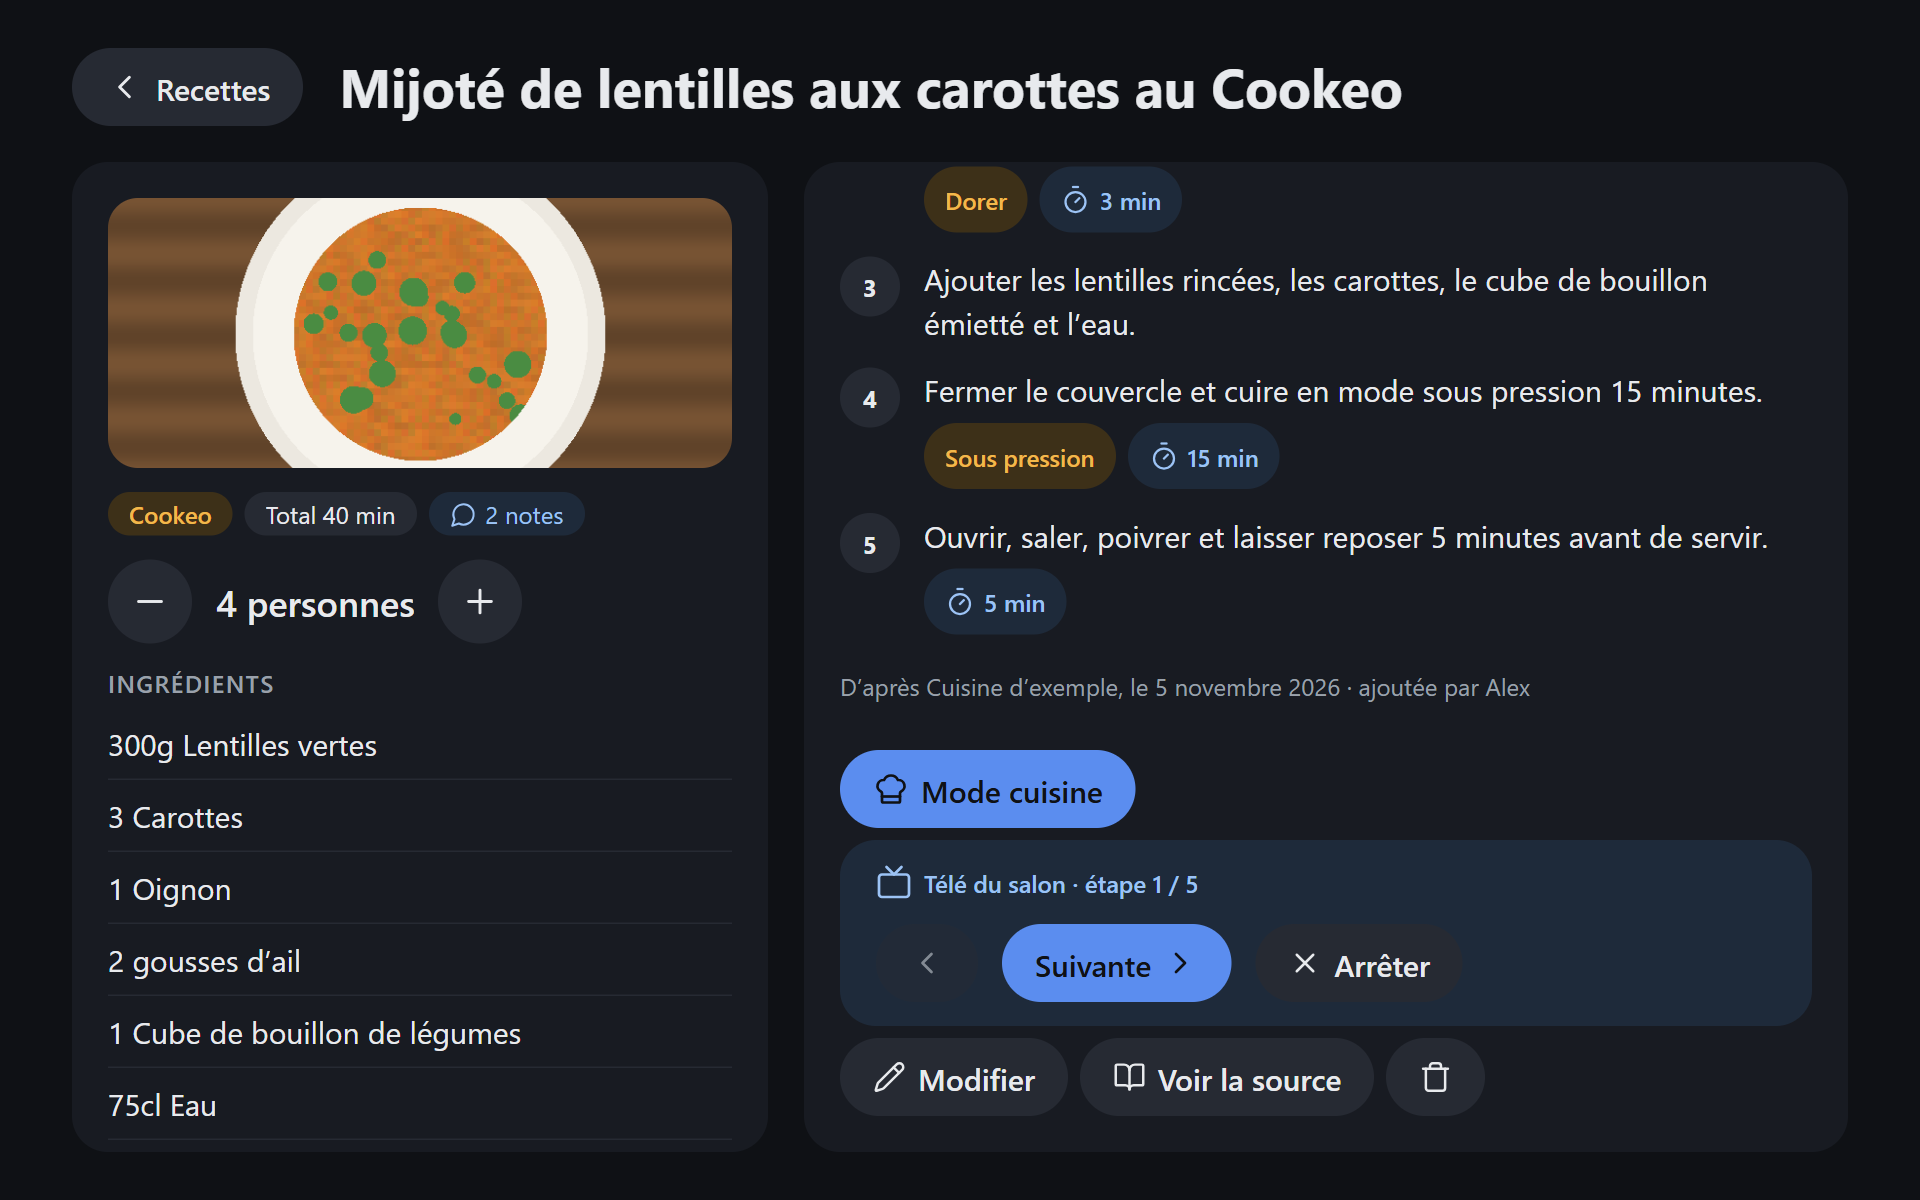 Recettes
Mijoté de lentilles aux carottes au Cookeo
Cookeo
Total 40 min
2 notes
4 personnes
INGRÉDIENTS
300g Lentilles vertes
3 Carottes
1 Oignon
2 gousses d’ail
1 Cube de bouillon de légumes
75cl Eau
Dorer
3 min
3
Ajouter les lentilles rincées, les carottes, le cube de bouillon
émietté et l’eau.
4
Fermer le couvercle et cuire en mode sous pression 15 minutes.
Sous pression
15 min
5
Ouvrir, saler, poivrer et laisser reposer 5 minutes avant de servir.
5 min
D’après Cuisine d’exemple, le 5 novembre 2026 · ajoutée par Alex
Mode cuisine
Télé du salon · étape 1 / 5
Suivante
Arrêter
Modifier
Voir la source